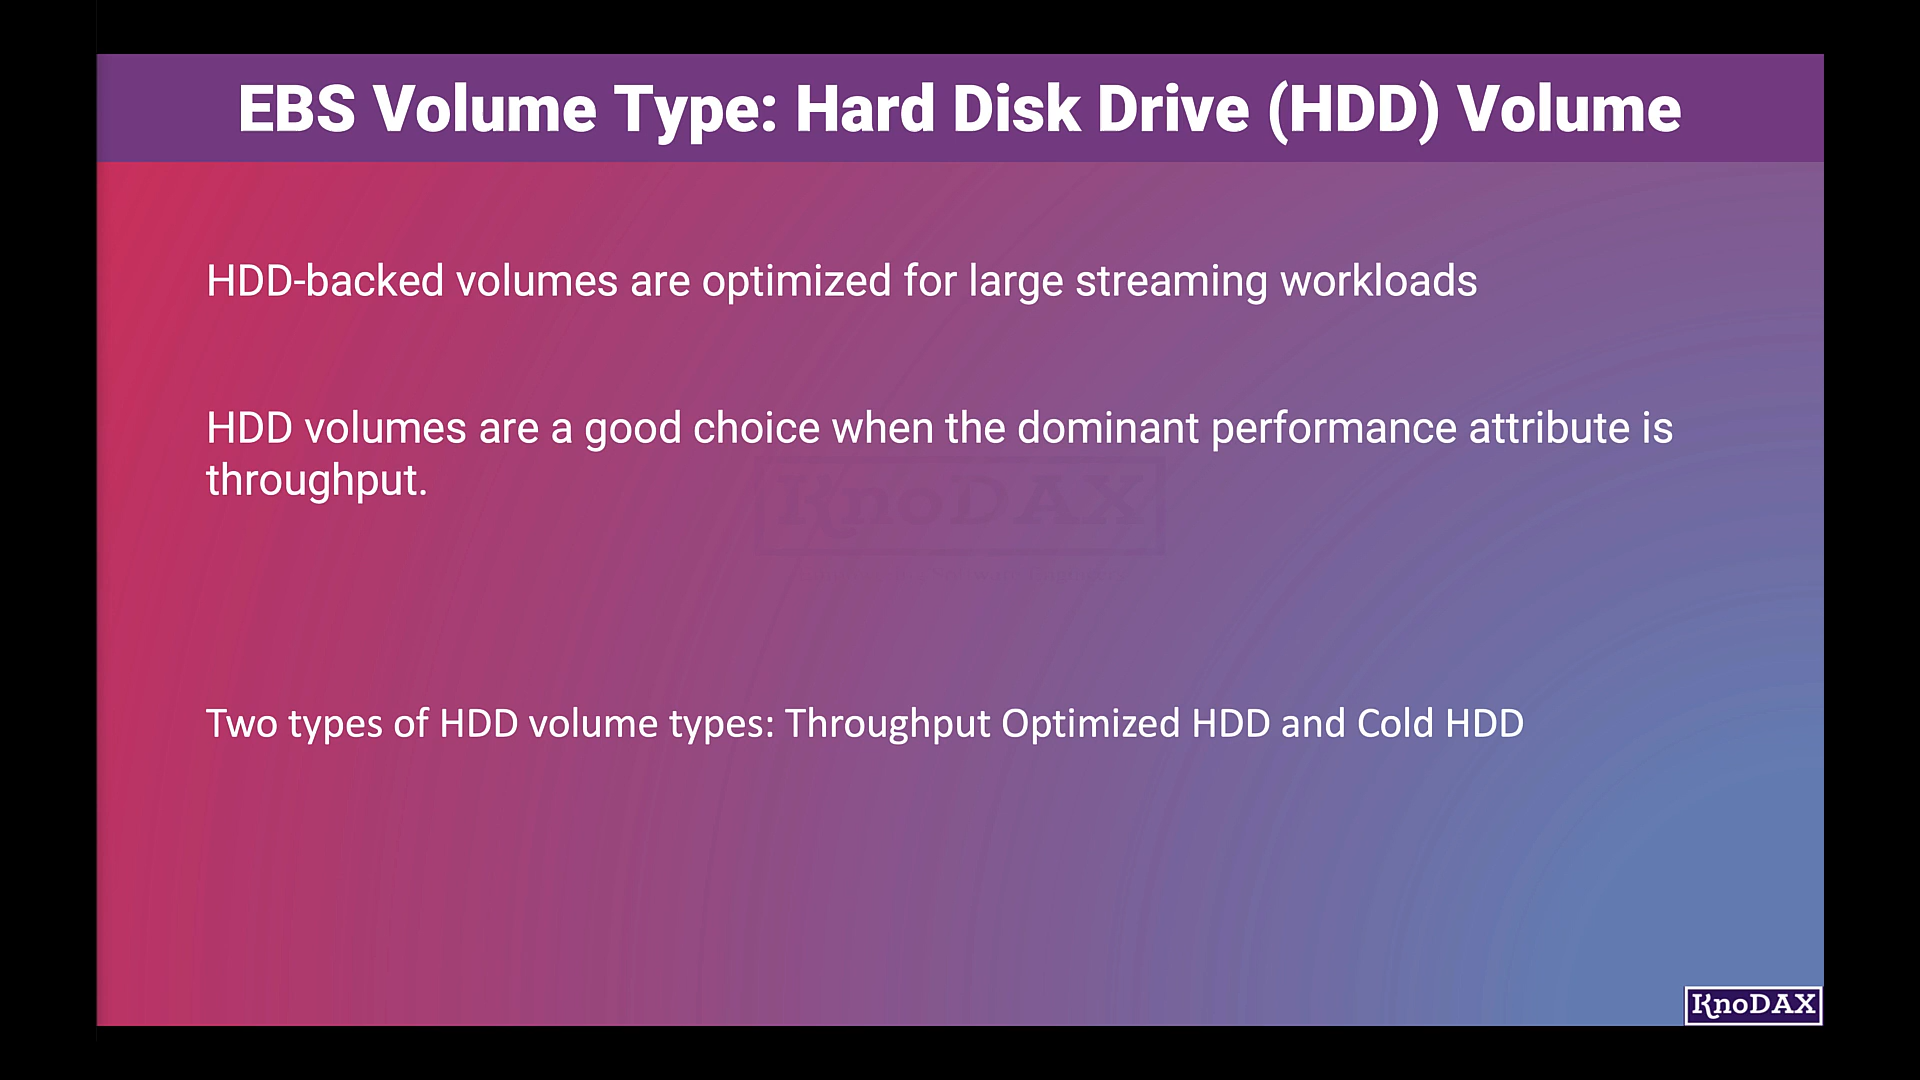 EBS Volume Type: Hard Disk Drive (HDD) Volume
HDD-backed volumes are optimized for large streaming workloads
HDD volumes are a good choice when the dominant performance attribute is
throughput.
KnoDAX
Two types of HDD volume types: Throughput Optimized HDD and Cold HDD
KnoDAX